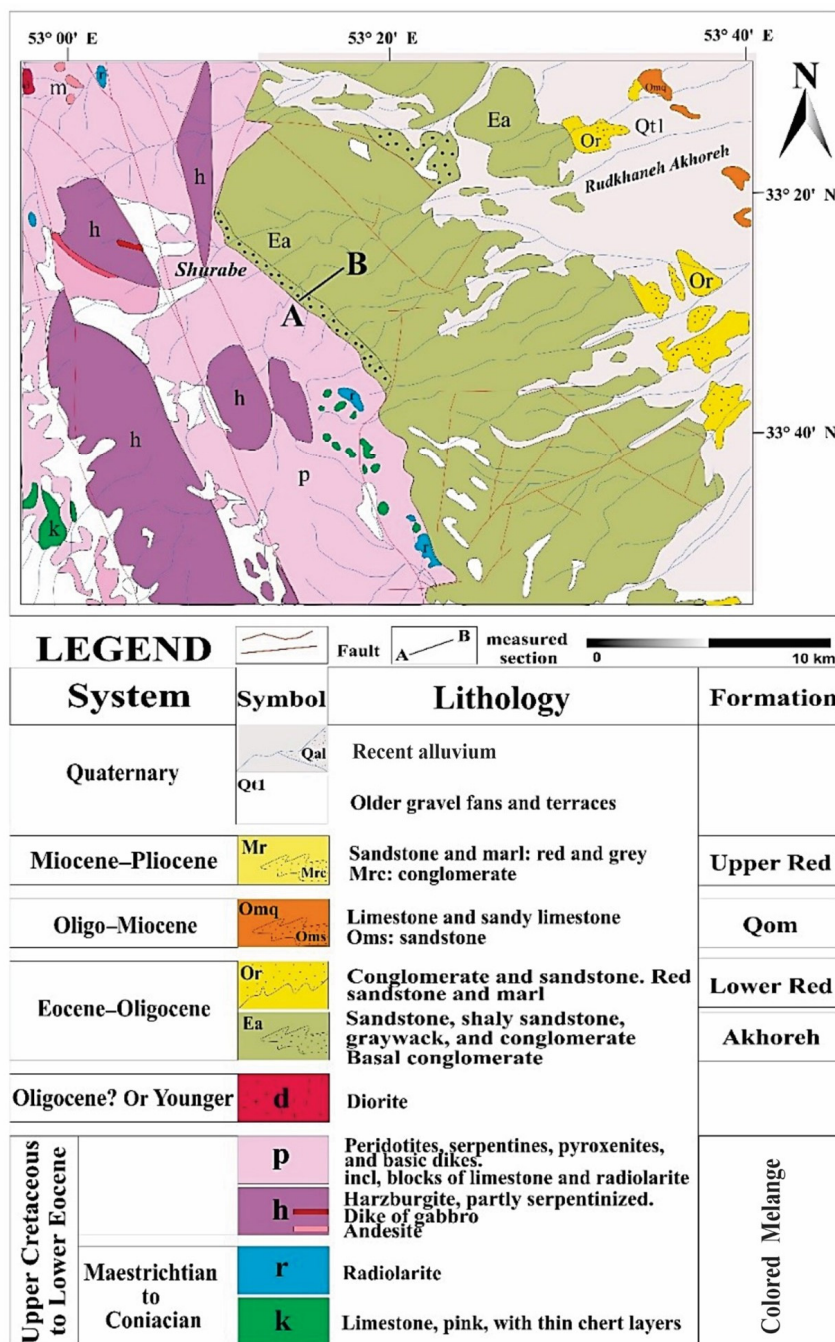 53° 00' E
53° 20' E
53° 40' E
N
m
r
Ea
Omq
Or
Qt1
Rudkhaneh Akhoreh
33° 20' N
h
h
Ea
B
Shurabe
A
Or
h
h
r
33° 40' N
p
k
r
LEGEND
Fault
A B
measured section
0 10 km
System Symbol Lithology Formation
Quaternary
Qal
Qt1
Recent alluvium
Older gravel fans and terraces
Miocene–Pliocene
Mr
Mrc
Sandstone and marl: red and grey
Mrc: conglomerate
Upper Red
Oligo–Miocene
Omq
Oms
Limestone and sandy limestone
Oms: sandstone
Qom
Eocene–Oligocene
Or
Conglomerate and sandstone. Red
sandstone and marl
Lower Red
Ea
Sandstone, shaly sandstone,
graywack, and conglomerate
Basal conglomerate
Akhoreh
Oligocene? Or Younger
d
Diorite
Upper Cretaceous
to Lower Eocene
p
Peridotites, serpentines, pyroxenites,
and basic dikes.
incl, blocks of limestone and radiolarite
h
Harzburgite, partly serpentinized.
Dike of gabbro
Andesite
Colored Melange
Maestrichtian
to
Coniacian
r
Radiolarite
k
Limestone, pink, with thin chert layers